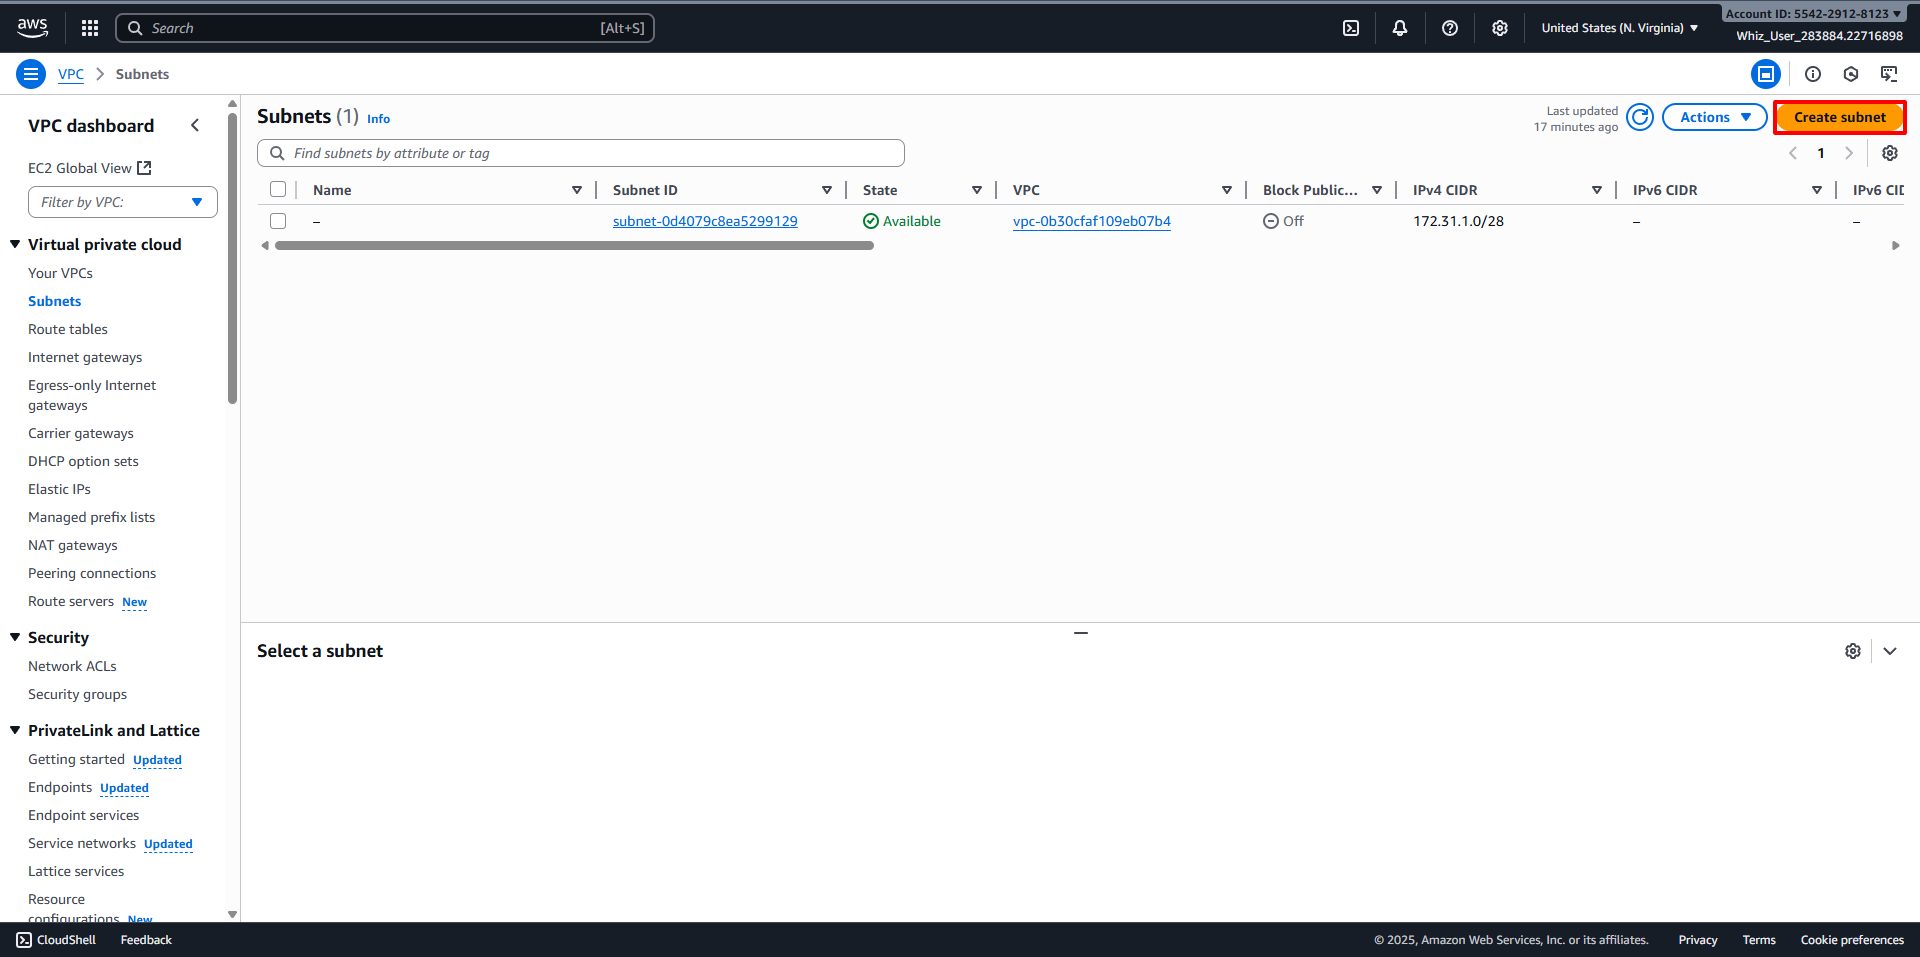 aws
Search [Alt+S]
United States (N. Virginia)
Account ID: 5542-2912-8123
Whiz_User_283884.22716898
VPC > Subnets
VPC dashboard
EC2 Global View
Filter by VPC:
Virtual private cloud
Your VPCs
Subnets
Route tables
Internet gateways
Egress-only Internet
gateways
Carrier gateways
DHCP option sets
Elastic IPs
Managed prefix lists
NAT gateways
Peering connections
Route servers New
Security
Network ACLs
Security groups
PrivateLink and Lattice
Getting started Updated
Endpoints Updated
Endpoint services
Service networks Updated
Lattice services
Resource
configurations New
Subnets (1) Info
Last updated
17 minutes ago
Actions
Create subnet
Find subnets by attribute or tag
1
Name Subnet ID State VPC Block Public... IPv4 CIDR IPv6 CIDR IPv6 CID
– subnet-0d4079c8ea5299129 Available vpc-0b30cfaf109eb07b4 Off 172.31.1.0/28 – –
Select a subnet
CloudShell Feedback © 2025, Amazon Web Services, Inc. or its affiliates. Privacy Terms Cookie preferences